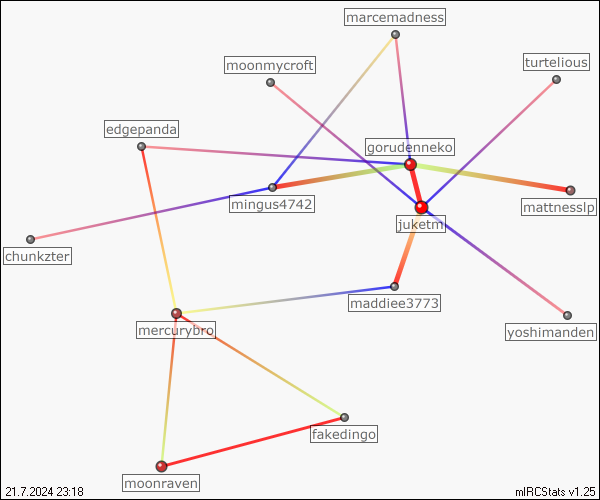 marcemadness
moonmycroft
turtelious
edgepanda
gorudenneko
mingus4742
mattnesslp
juketm
chunkzter
maddiee3773
mercurybro
yoshimanden
fakedingo
moonraven
21.7.2024 23:18
mIRCStats v1.25